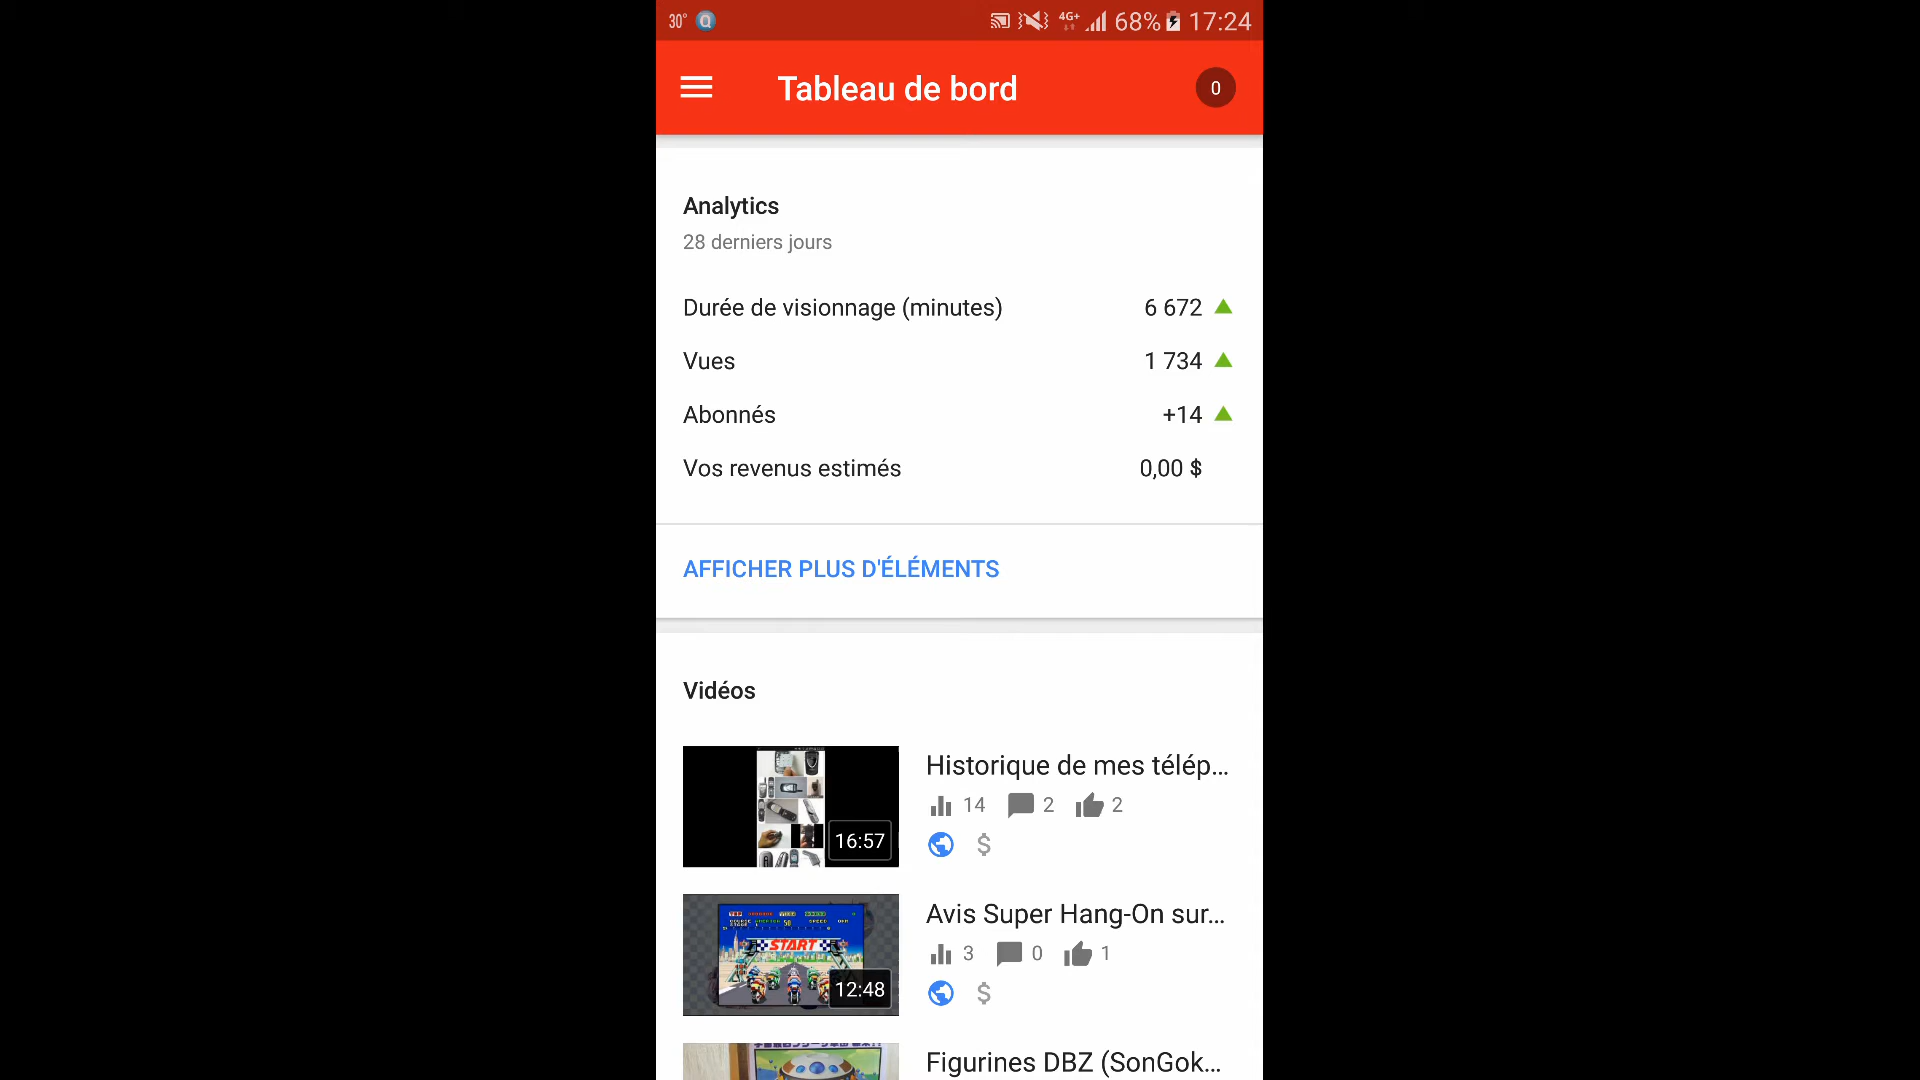 30°
Q
4G+
68%
17:24
Tableau de bord
0
Analytics
28 derniers jours
Durée de visionnage (minutes)
6 672
Vues
1 734
Abonnés
+14
Vos revenus estimés
0,00 $
AFFICHER PLUS D'ÉLÉMENTS
Vidéos
16:57
Historique de mes télép...
14
2
2
$
START
12:48
Avis Super Hang-On sur...
3
0
1
$
Figurines DBZ (SonGok...